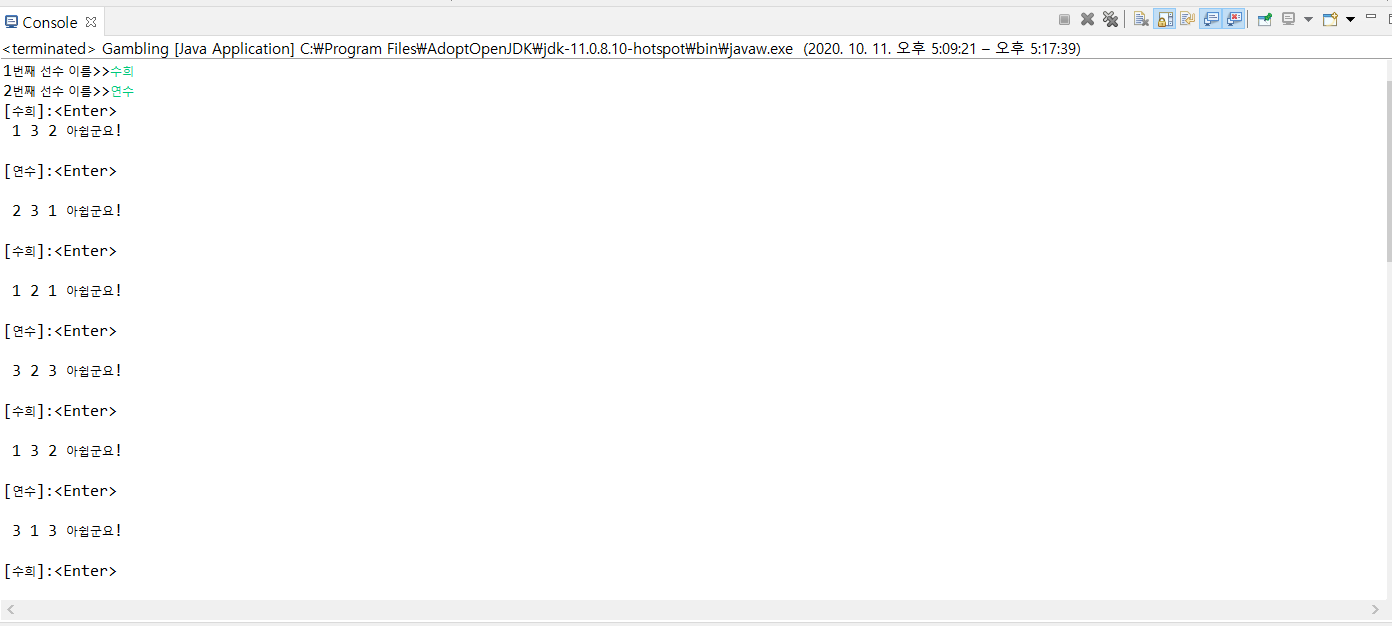 Console
<terminated> Gambling [Java Application] C:₩Program Files₩AdoptOpenJDK₩jdk-11.0.8.10-hotspot₩bin₩javaw.exe (2020. 10. 11. 오후 5:09:21 – 오후 5:17:39)
1번째 선수 이름>>수희
2번째 선수 이름>>연수
[수희]:<Enter>
1 3 2 아쉽군요!
[연수]:<Enter>
2 3 1 아쉽군요!
[수희]:<Enter>
1 2 1 아쉽군요!
[연수]:<Enter>
3 2 3 아쉽군요!
[수희]:<Enter>
1 3 2 아쉽군요!
[연수]:<Enter>
3 1 3 아쉽군요!
[수희]:<Enter>